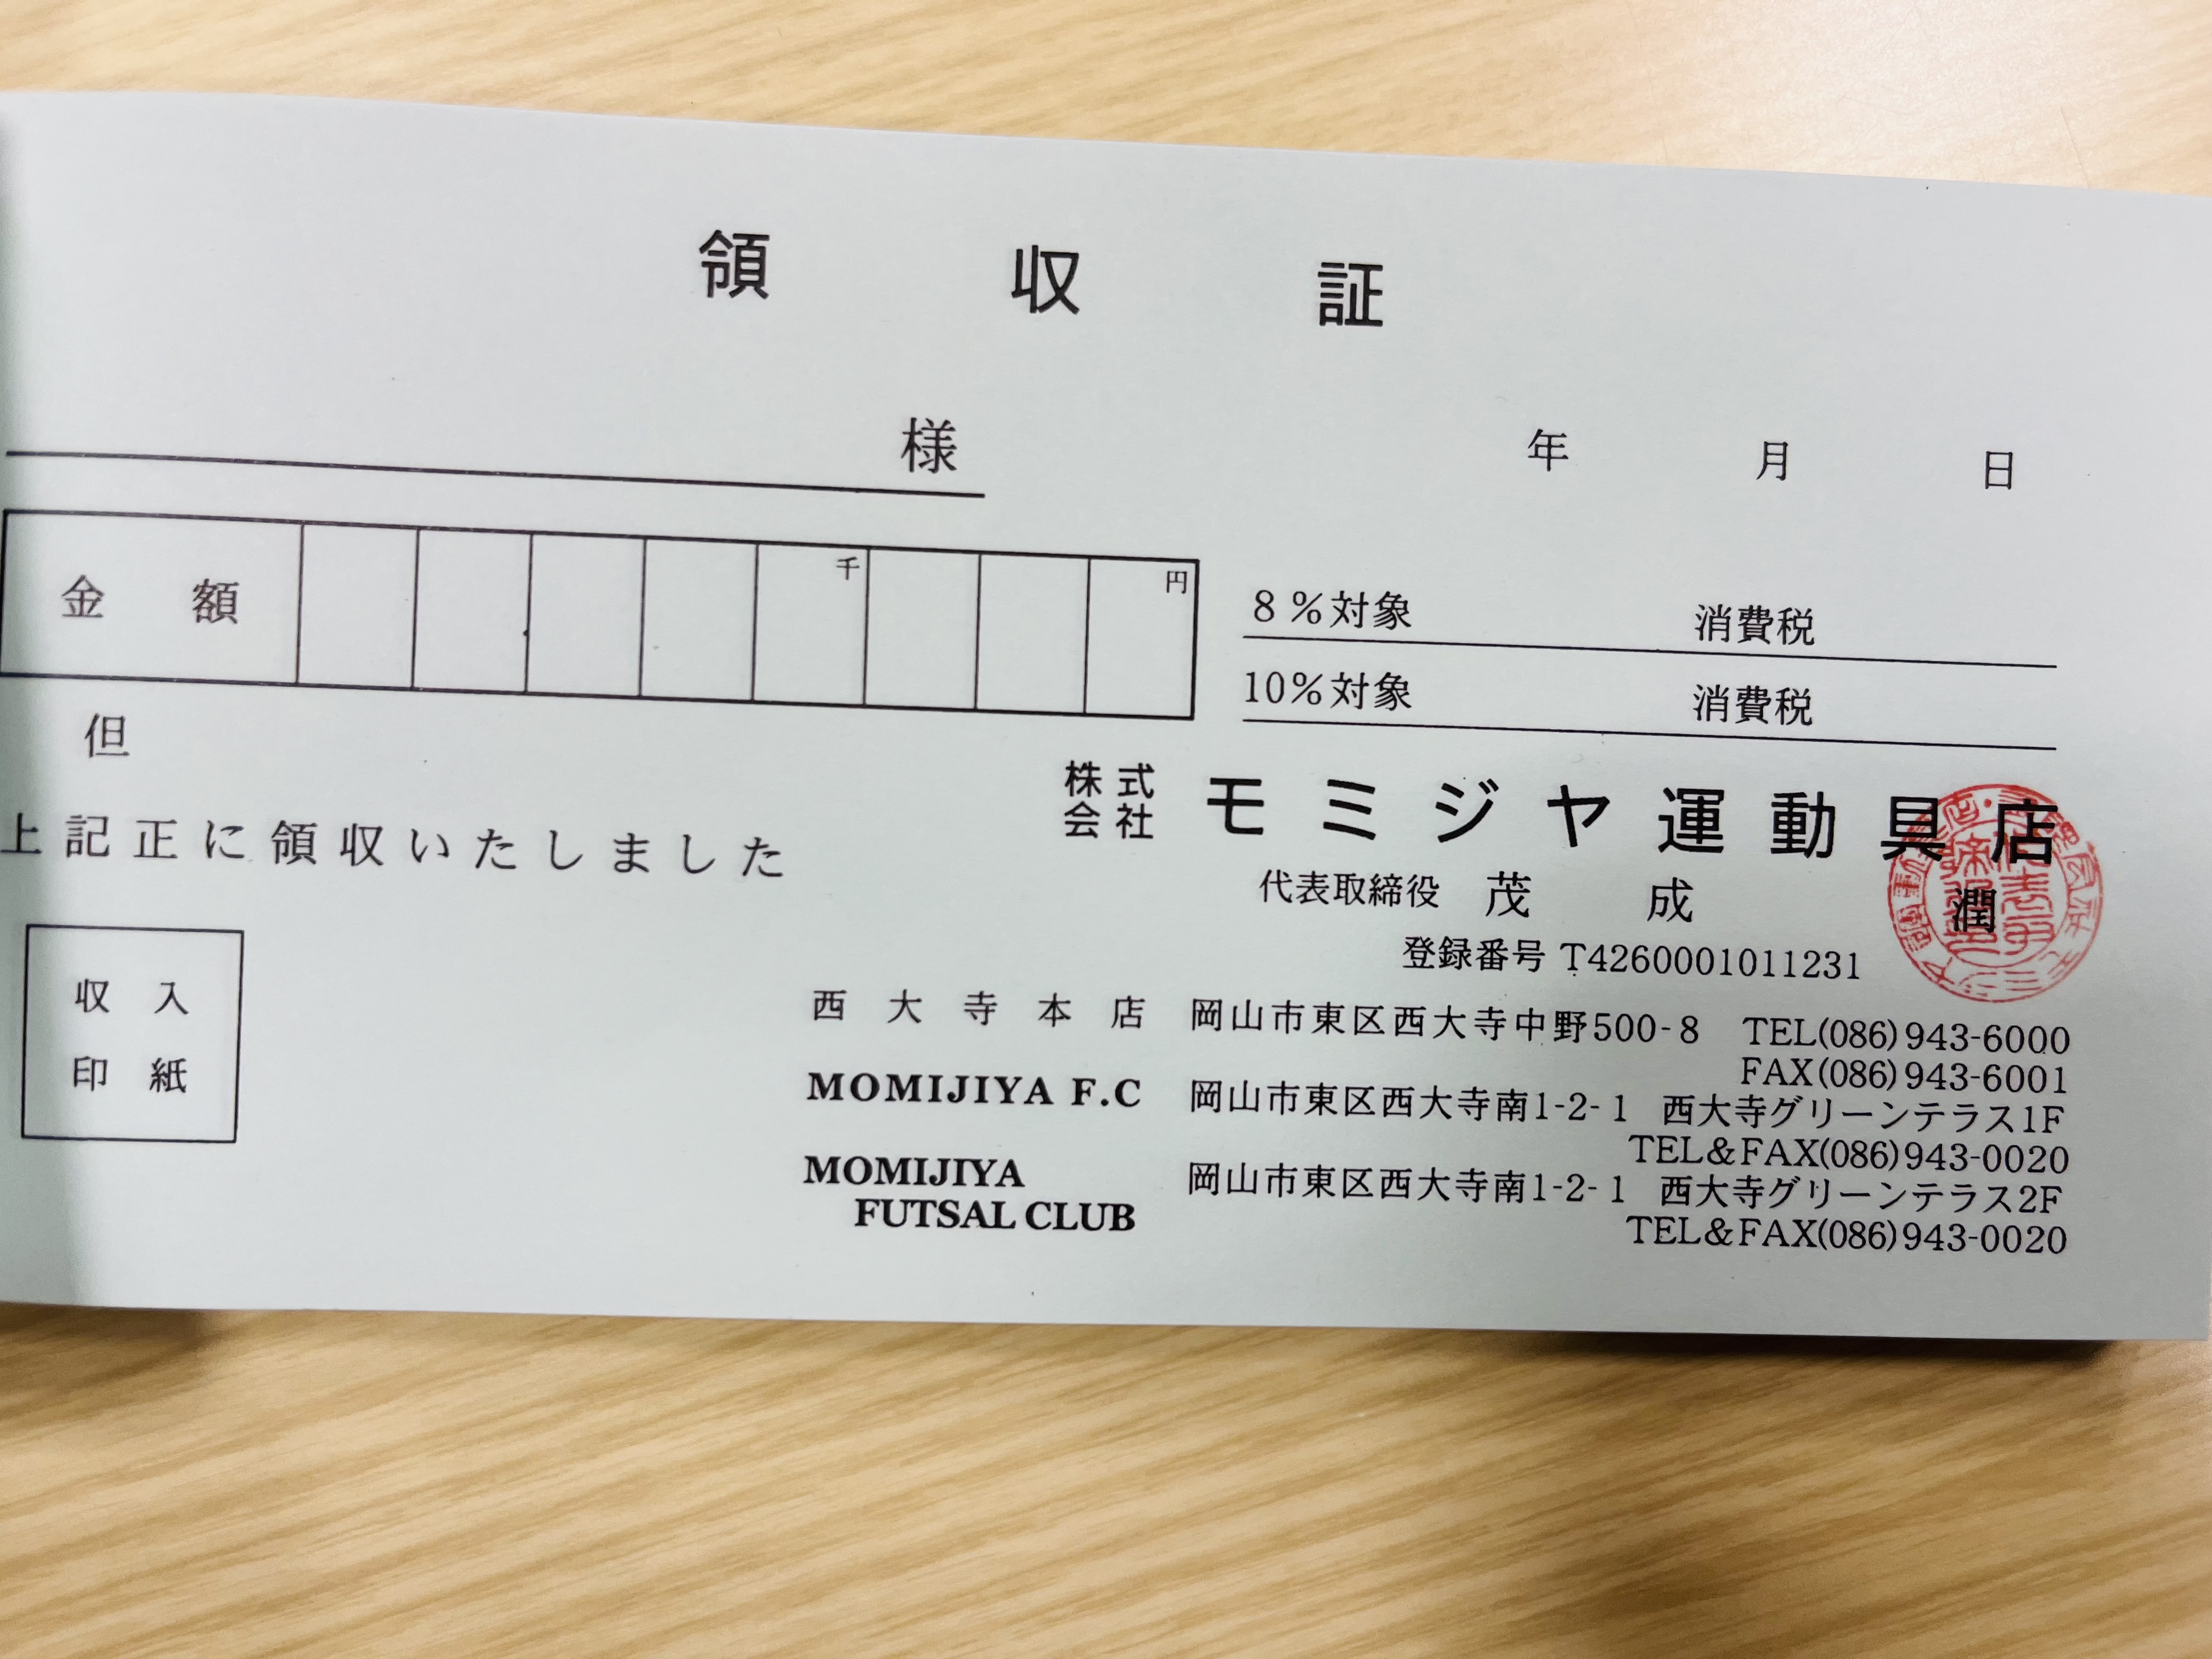 領収証
様
年 月 日
金額 千 円
8%対象 消費税
10%対象 消費税
但
上記正に領収いたしました
株式会社 モミジヤ運動具店
代表取締役 茂成 潤
登録番号 T4260001011231
収入
印紙
西大寺本店 岡山市東区西大寺中野500-8 TEL(086)943-6000
FAX(086)943-6001
MOMIJIYA F.C 岡山市東区西大寺南1-2-1 西大寺グリーンテラス1F
TEL&FAX(086)943-0020
MOMIJIYA
FUTSAL CLUB 岡山市東区西大寺南1-2-1 西大寺グリーンテラス2F
TEL&FAX(086)943-0020